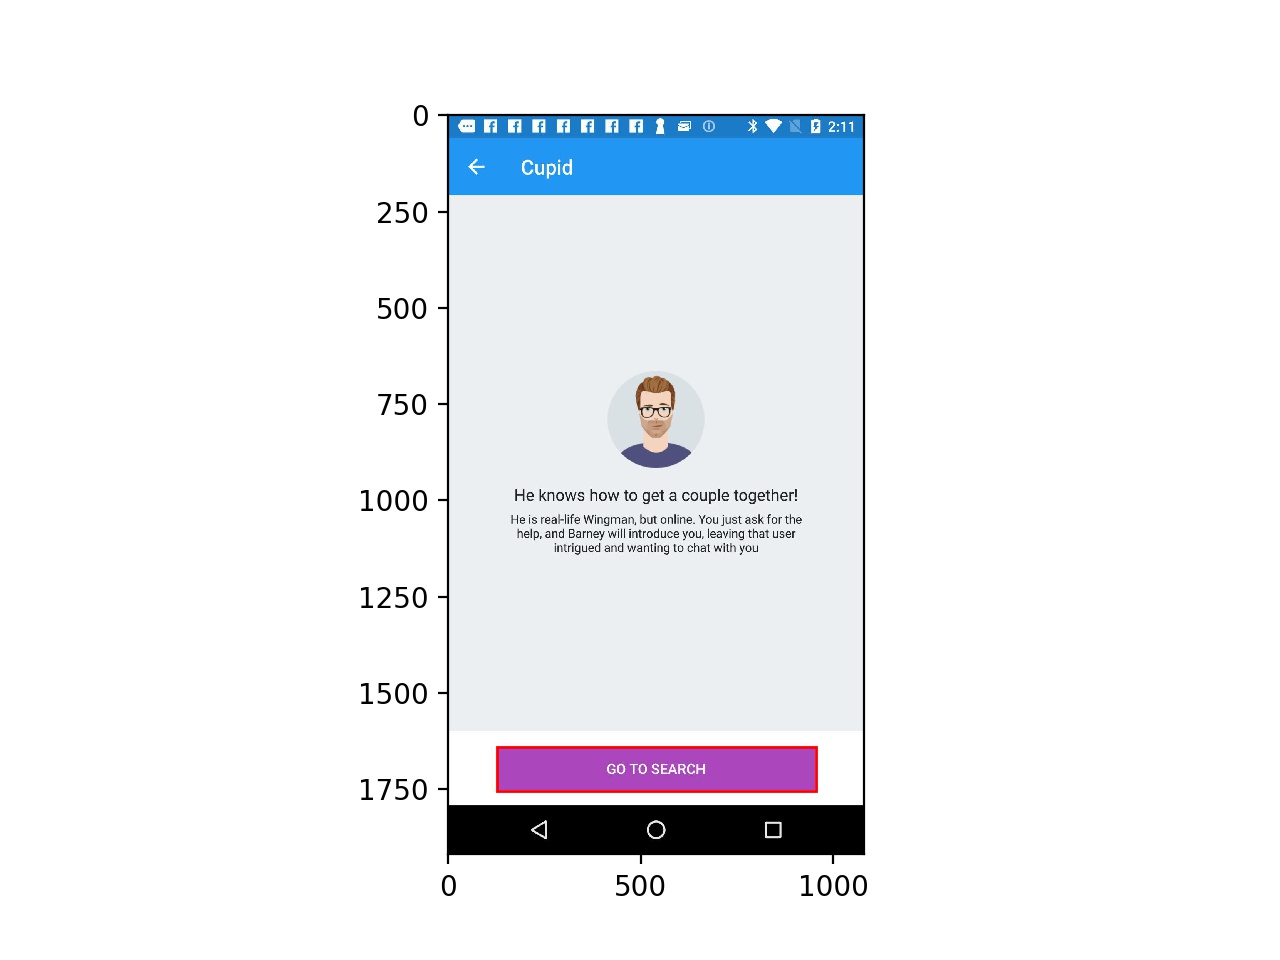 0
250
500
750
1000
1250
1500
1750
2:11
Cupid
He knows how to get a couple together!
He is real-life Wingman, but online. You just ask for the
help, and Barney will introduce you, leaving that user
intrigued and wanting to chat with you
GO TO SEARCH
0
500
1000